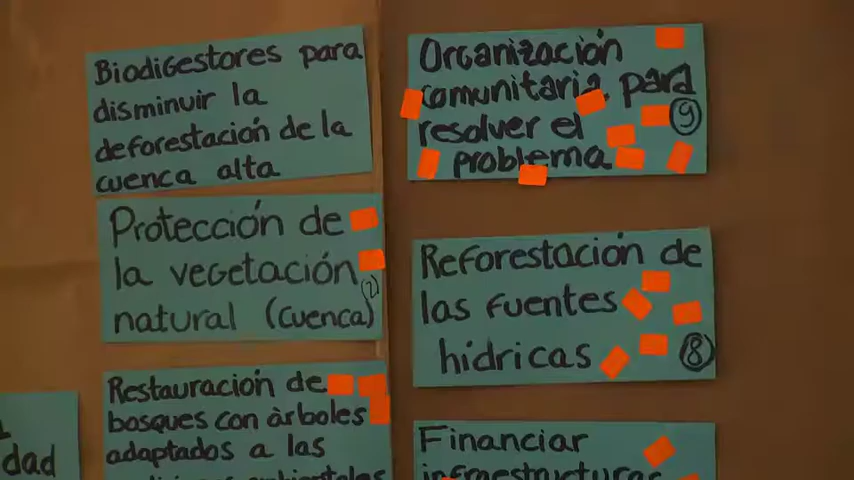 Biodigestores para
disminuir la
deforestación de la
cuenca alta
Protección de
la vegetación
natural (cuenca)
(2)
Restauración de
bosques con árboles
adaptados a las
dad
Organización
comunitaria para
resolver el
problema
9
Reforestación de
las fuentes
hídricas
8
Financiar
infraestructuras